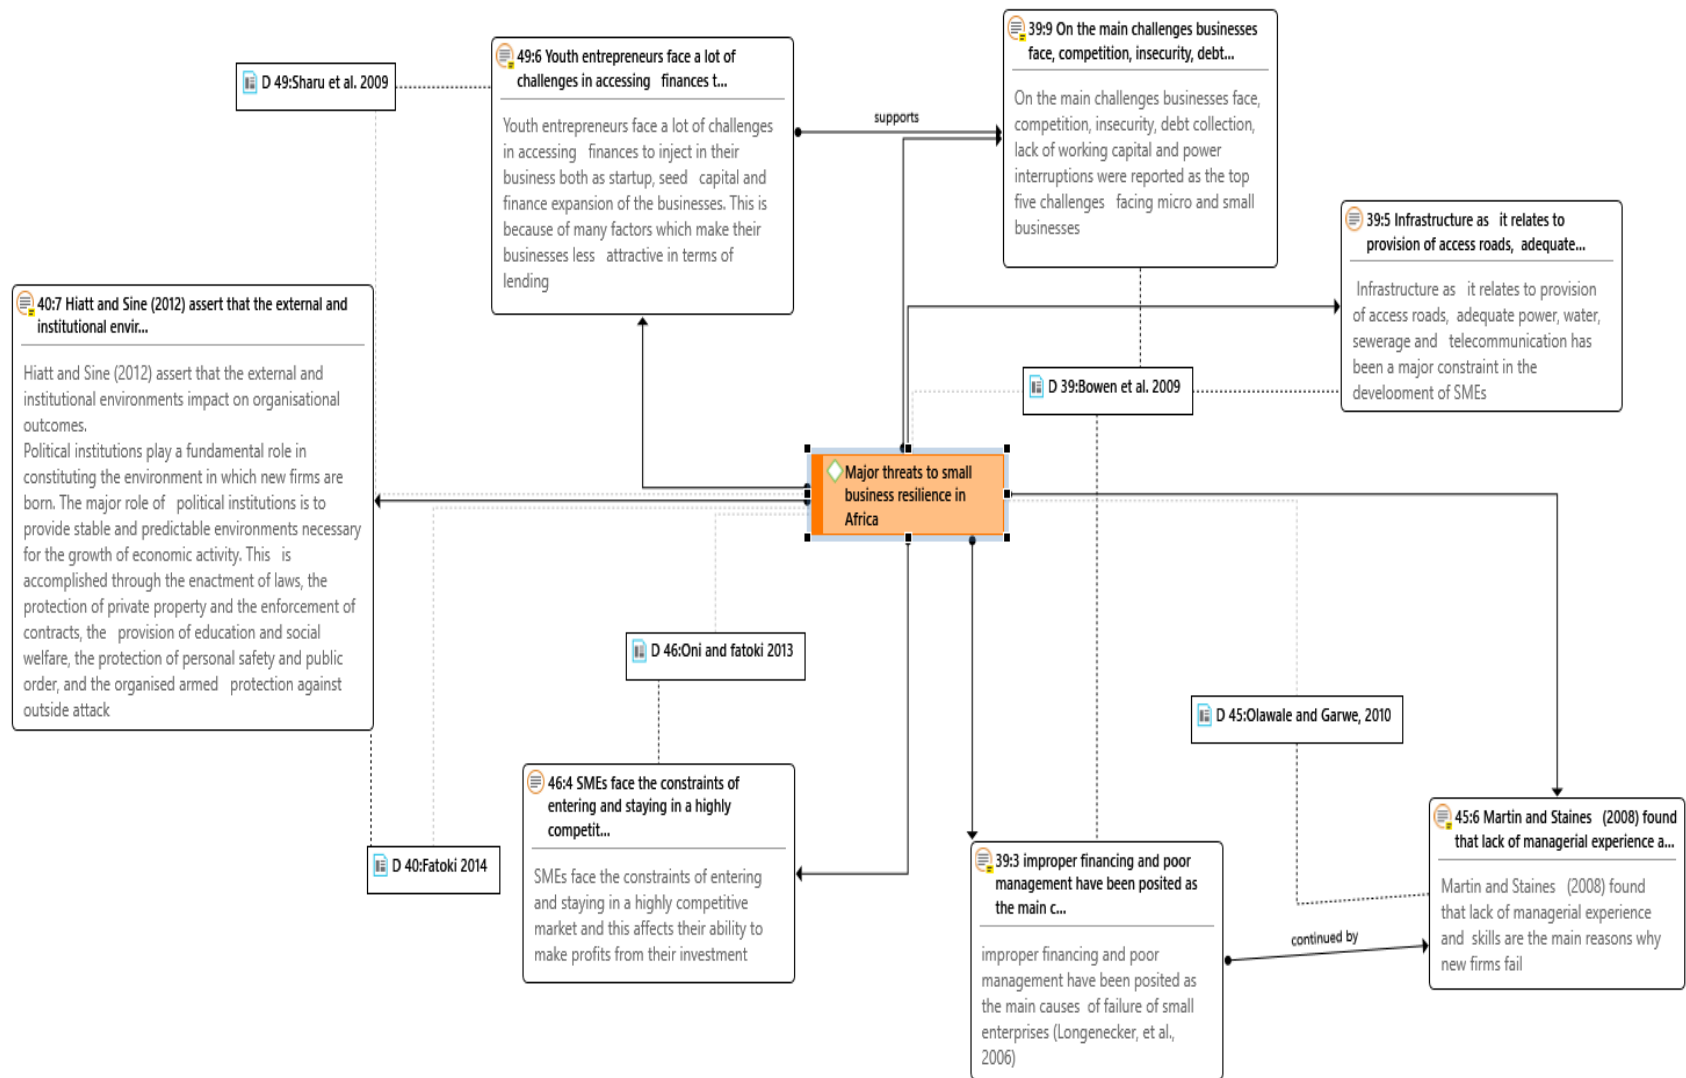 D 49:Sharu et al. 2009
49:6 Youth entrepreneurs face a lot of
challenges in accessing finances t...
Youth entrepreneurs face a lot of challenges
in accessing finances to inject in their
business both as startup, seed capital and
finance expansion of the businesses. This is
because of many factors which make their
businesses less attractive in terms of
lending
supports
39:9 On the main challenges businesses
face, competition, insecurity, debt...
On the main challenges businesses face,
competition, insecurity, debt collection,
lack of working capital and power
interruptions were reported as the top
five challenges facing micro and small
businesses
39:5 Infrastructure as it relates to
provision of access roads, adequate...
Infrastructure as it relates to provision
of access roads, adequate power, water,
sewerage and telecommunication has
been a major constraint in the
development of SMEs
40:7 Hiatt and Sine (2012) assert that the external and
institutional envir...
Hiatt and Sine (2012) assert that the external and
institutional environments impact on organisational
outcomes.
Political institutions play a fundamental role in
constituting the environment in which new firms are
born. The major role of political institutions is to
provide stable and predictable environments necessary
for the growth of economic activity. This is
accomplished through the enactment of laws, the
protection of private property and the enforcement of
contracts, the provision of education and social
welfare, the protection of personal safety and public
order, and the organised armed protection against
outside attack
D 39:Bowen et al. 2009
Major threats to small
business resilience in
Africa
D 46:Oni and fatoki 2013
D 45:Olawale and Garwe, 2010
46:4 SMEs face the constraints of
entering and staying in a highly
competit...
SMEs face the constraints of entering
and staying in a highly competitive
market and this affects their ability to
make profits from their investment
D 40:Fatoki 2014
39:3 improper financing and poor
management have been posited as
the main c...
improper financing and poor
management have been posited as
the main causes of failure of small
enterprises (Longenecker, et al.,
2006)
continued by
45:6 Martin and Staines (2008) found
that lack of managerial experience a...
Martin and Staines (2008) found
that lack of managerial experience
and skills are the main reasons why
new firms fail